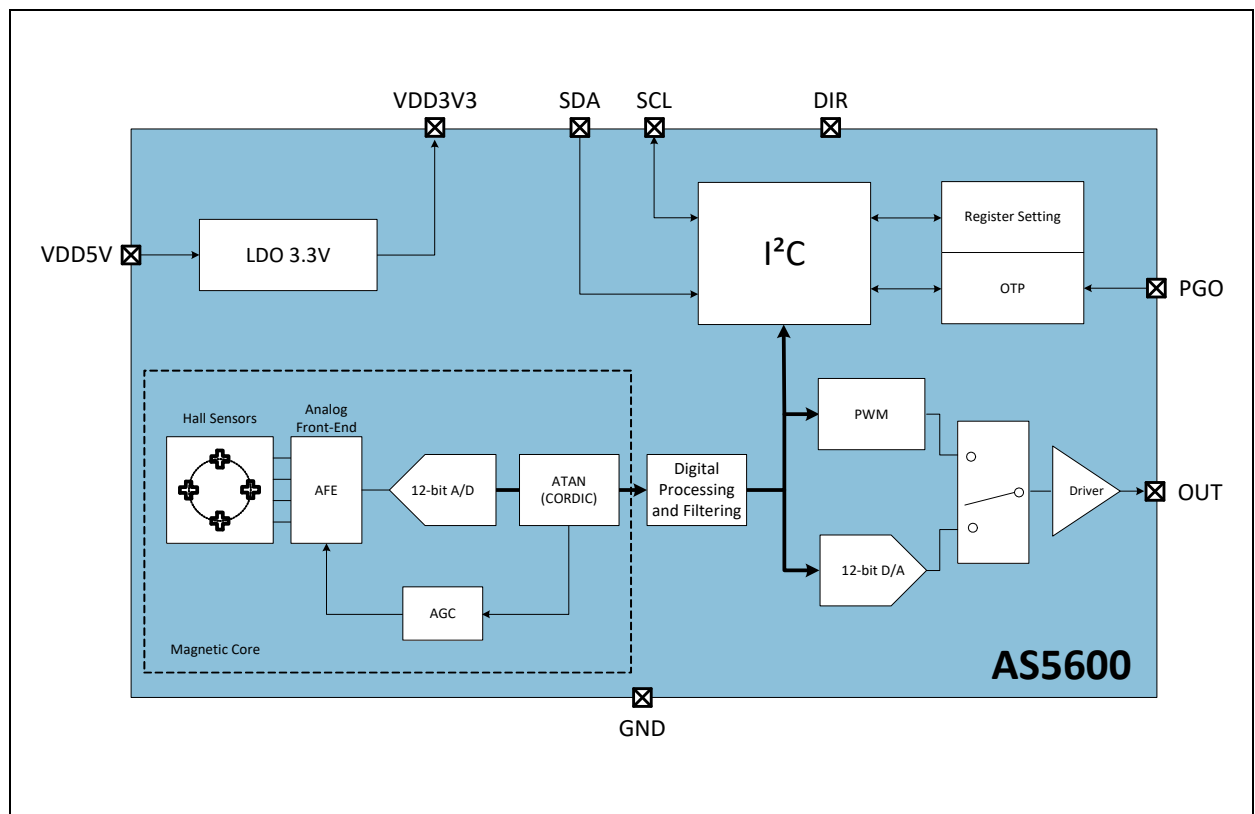 VDD3V3
SDA
SCL
DIR
VDD5V
LDO 3.3V
I²C
Register Setting
OTP
PGO
Hall Sensors
Analog
Front-End
AFE
12-bit A/D
ATAN
(CORDIC)
Digital
Processing
and Filtering
PWM
12-bit D/A
Driver
OUT
AGC
Magnetic Core
AS5600
GND